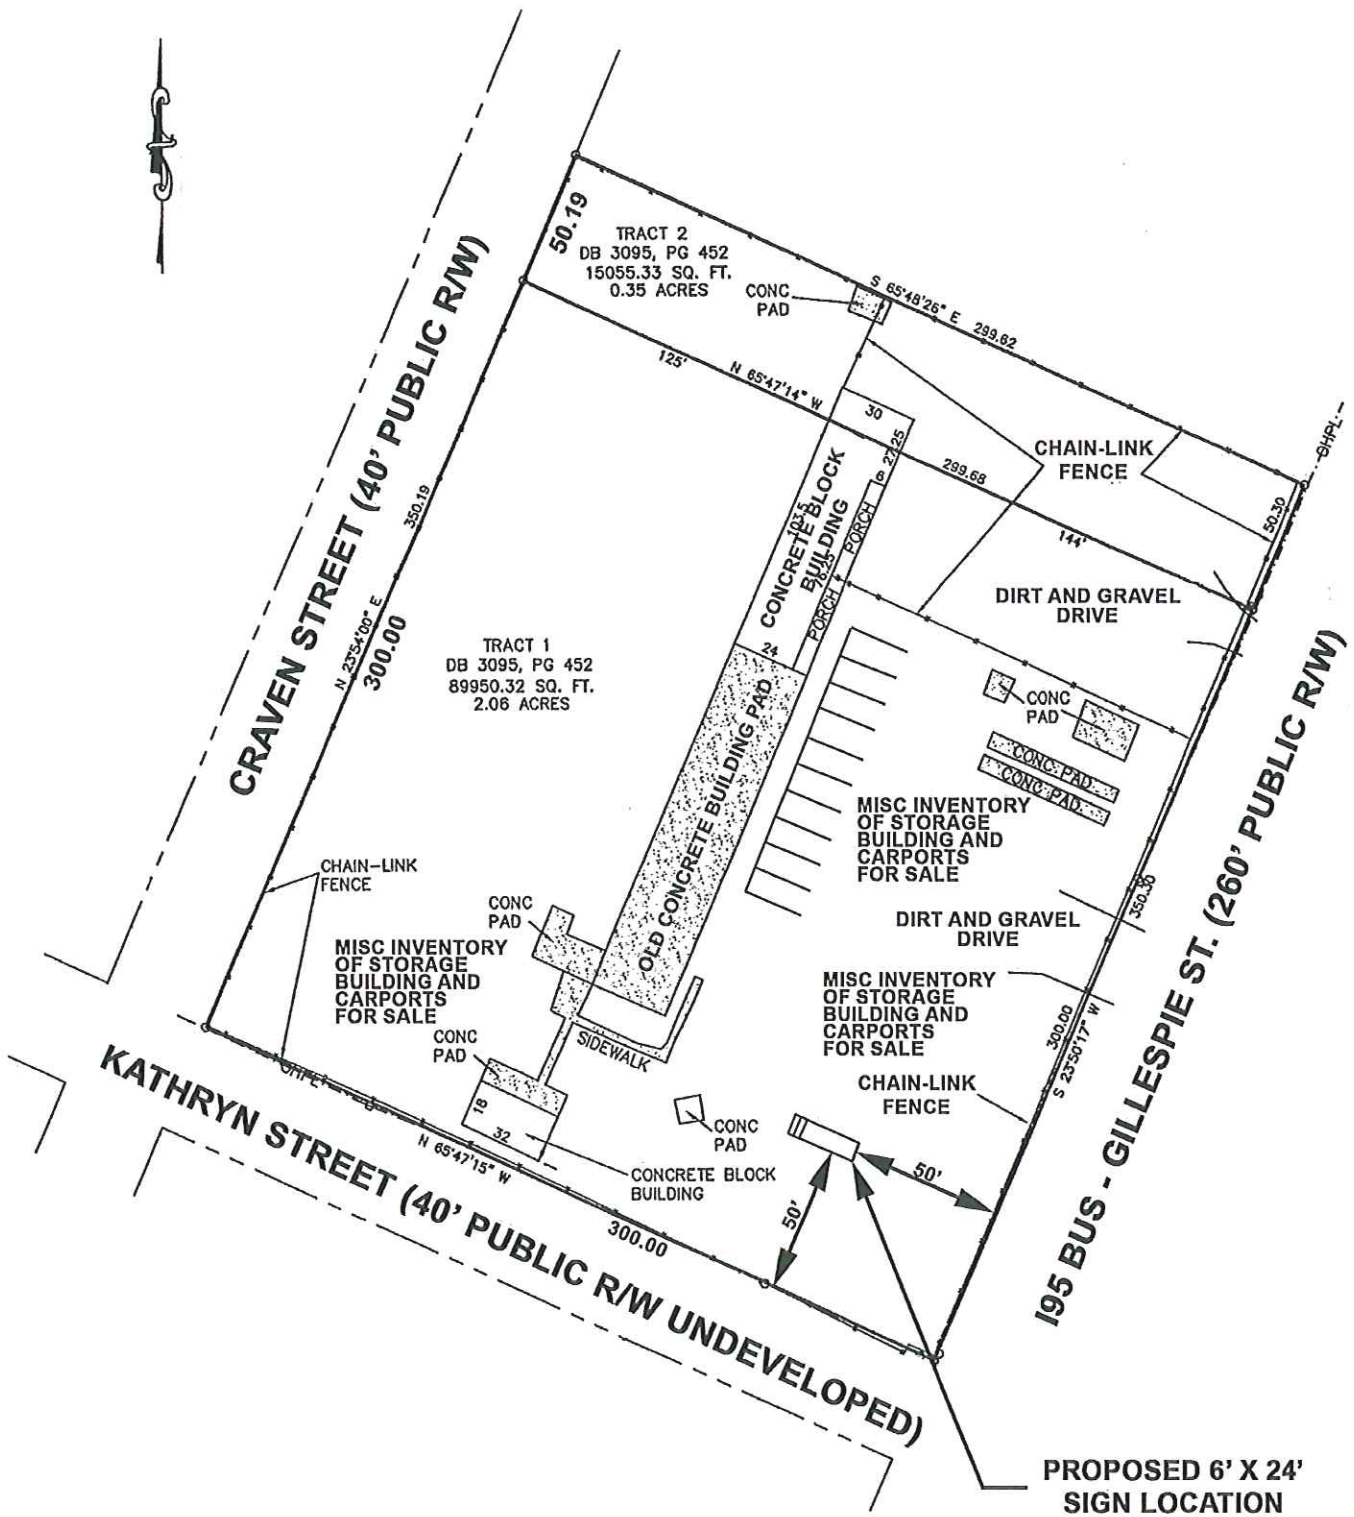 50.19
TRACT 2
DB 3095, PG 452
15055.33 SQ. FT.
0.35 ACRES
CONC
PAD
S 65°48'26" E 299.62
125'
N 65°47'14" W
30
27.25
CHAIN-LINK
FENCE
299.68
OHPL
50.30
144'
CRAVEN STREET (40' PUBLIC R/W)
350.19
N 23°54'00" E
300.00
CONCRETE BLOCK
BUILDING
103.5
76.25
PORCH
PORCH
DIRT AND GRAVEL
DRIVE
TRACT 1
DB 3095, PG 452
89950.32 SQ. FT.
2.06 ACRES
24
OLD CONCRETE BUILDING PAD
CONC
PAD
CONC PAD
CONC PAD
MISC INVENTORY
OF STORAGE
BUILDING AND
CARPORTS
FOR SALE
350.30
I95 BUS - GILLESPIE ST. (260' PUBLIC R/W)
CHAIN-LINK
FENCE
CONC
PAD
DIRT AND GRAVEL
DRIVE
MISC INVENTORY
OF STORAGE
BUILDING AND
CARPORTS
FOR SALE
MISC INVENTORY
OF STORAGE
BUILDING AND
CARPORTS
FOR SALE
300.00
S 23°50'17" W
CONC
PAD
SIDEWALK
CHAIN-LINK
FENCE
OHPL
18
32
CONC
PAD
CONCRETE BLOCK
BUILDING
50'
50'
N 65°47'15" W
300.00
KATHRYN STREET (40' PUBLIC R/W UNDEVELOPED)
PROPOSED 6' X 24'
SIGN LOCATION